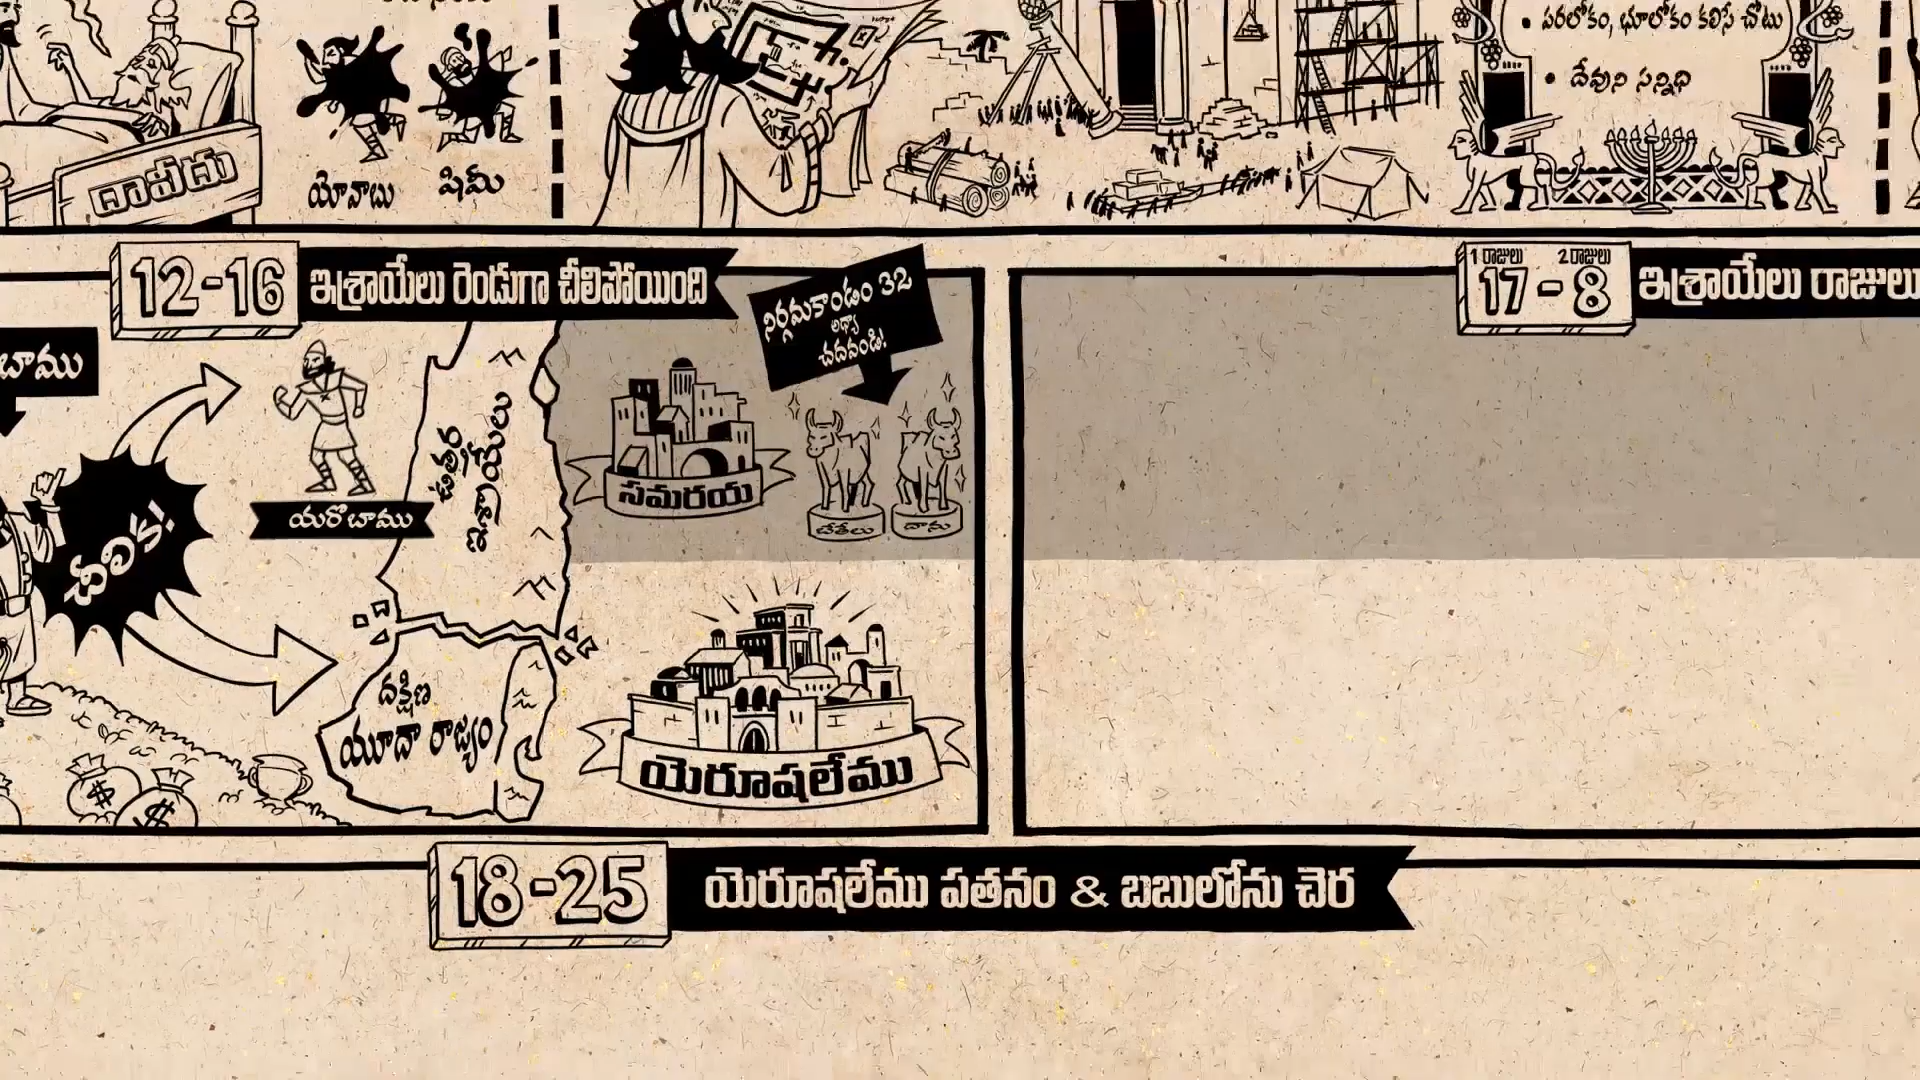 • పరలోకం, భూలోకం కలిసే చోటు
• దేవుని సన్నిధి
దావీదు
యోవాబు
షిమీ
12-16 ఇశ్రాయేలు రెండుగా చీలిపోయింది
నిర్గమకాండం 32
అధ్యా
చదవండి!
1 రాజులు 2 రాజులు
17 - 8 ఇశ్రాయేలు రాజులు
బాము
యరొబాము
చలిక!
ఉత్తర
ఇశ్రాయేలు
సమరయ
బేతేలు
దాను
దక్షిణ
యూదా రాజ్యం
$
$
యెరూషలేము
18-25 యెరూషలేము పతనం & బబులోను చెర